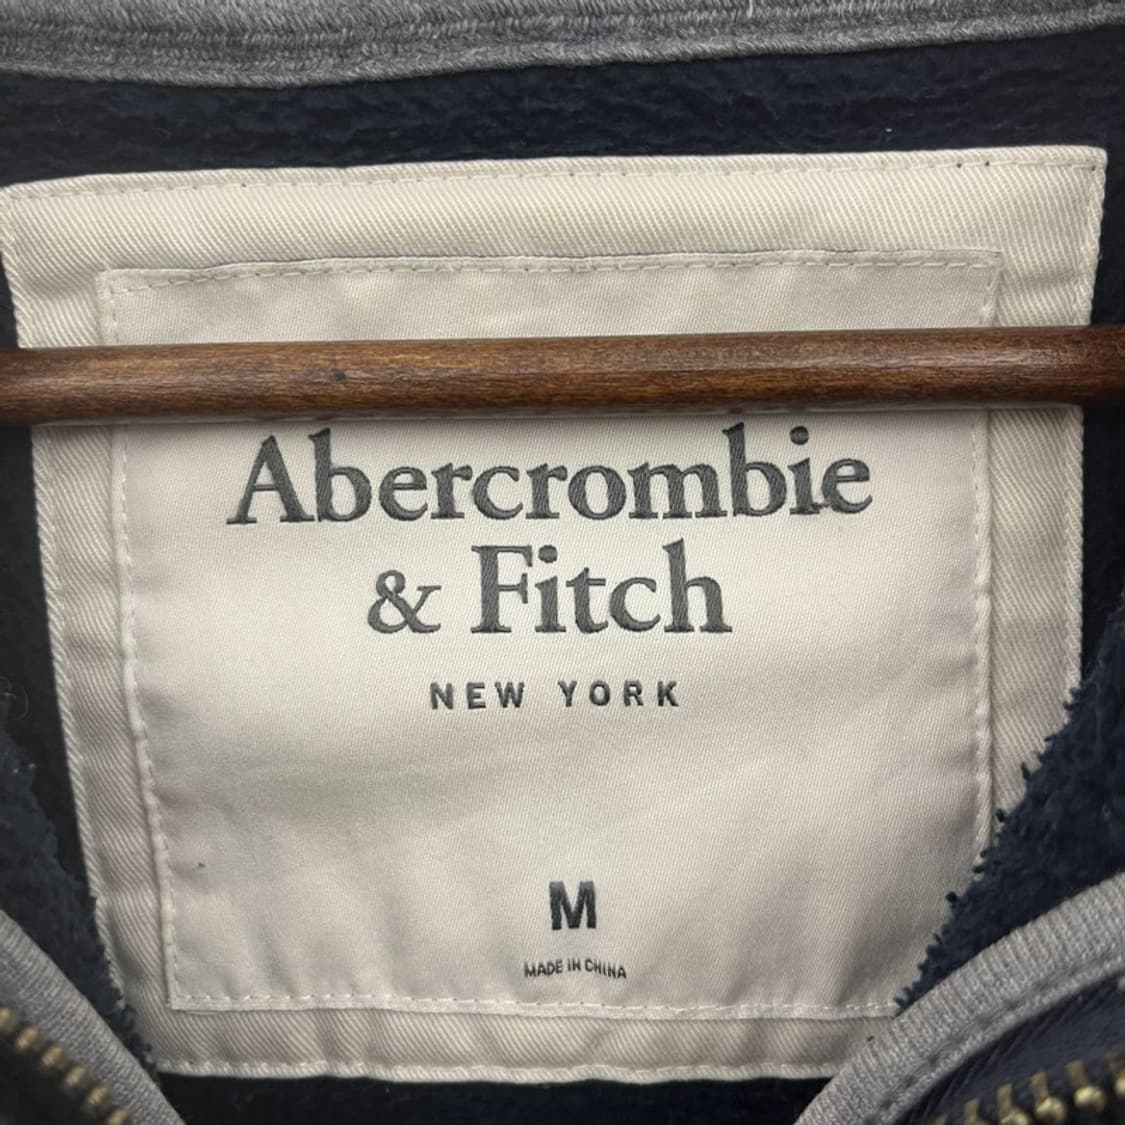 Abercrombie
& Fitch
NEW YORK
M
MADE IN CHINA